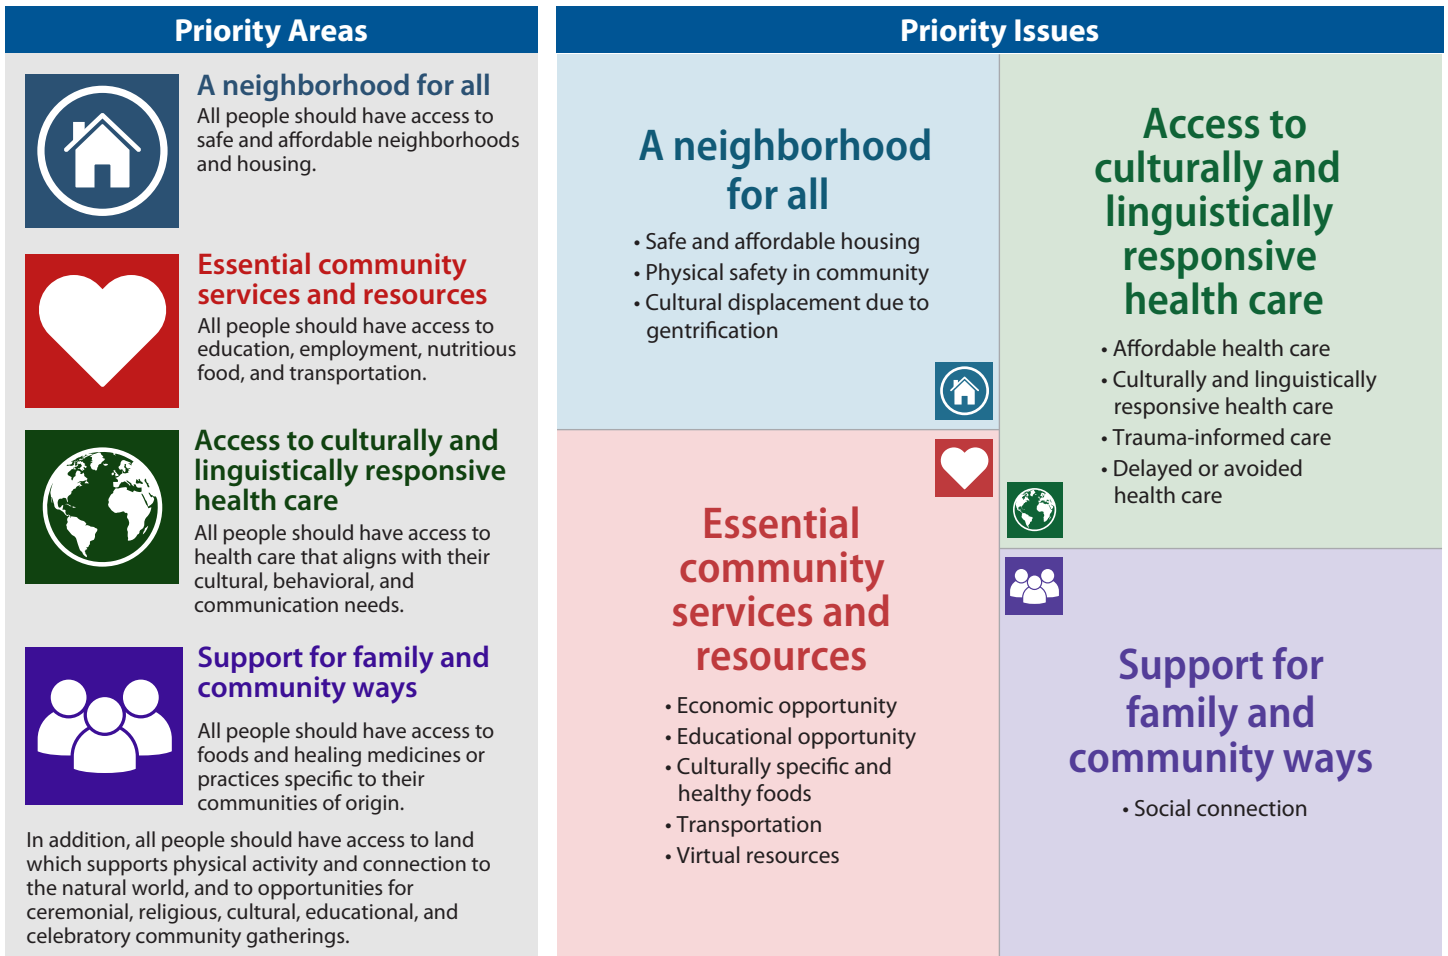 Priority Areas
A neighborhood for all
All people should have access to
safe and affordable neighborhoods
and housing.
Essential community
services and resources
All people should have access to
education, employment, nutritious
food, and transportation.
Access to culturally and
linguistically responsive
health care
All people should have access to
health care that aligns with their
cultural, behavioral, and
communication needs.
Support for family and
community ways
All people should have access to
foods and healing medicines or
practices specific to their
communities of origin.
In addition, all people should have access to land
which supports physical activity and connection to
the natural world, and to opportunities for
ceremonial, religious, cultural, educational, and
celebratory community gatherings.
Priority Issues
A neighborhood
for all
• Safe and affordable housing
• Physical safety in community
• Cultural displacement due to
gentrification
Essential
community
services and
resources
• Economic opportunity
• Educational opportunity
• Culturally specific and
healthy foods
• Transportation
• Virtual resources
Access to
culturally and
linguistically
responsive
health care
• Affordable health care
• Culturally and linguistically
responsive health care
• Trauma-informed care
• Delayed or avoided
health care
Support for
family and
community ways
• Social connection